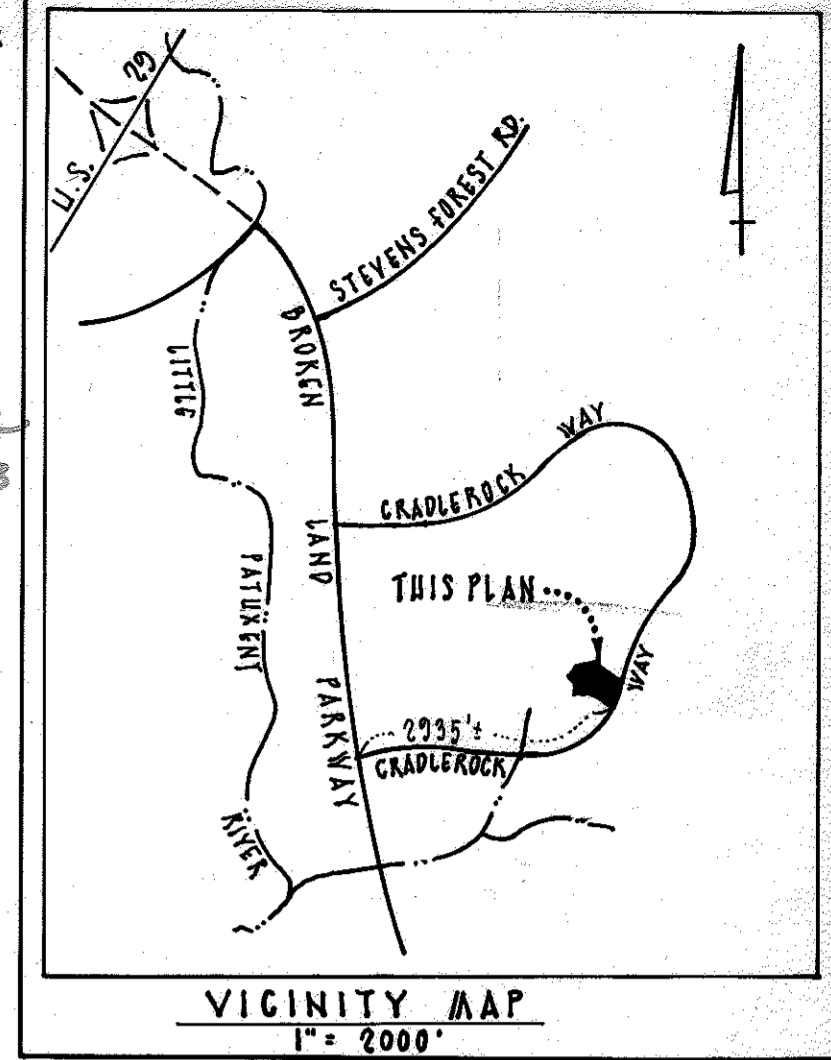 U.S. 29
STEVENS FOREST RD.
BROKEN
LITTLE
WAY
CRADLEROCK
LAND
PATUXENT
THIS PLAN
WAY
PARKWAY
2935'±
CRADLEROCK
RIVER
VICINITY MAP
1" = 2000'